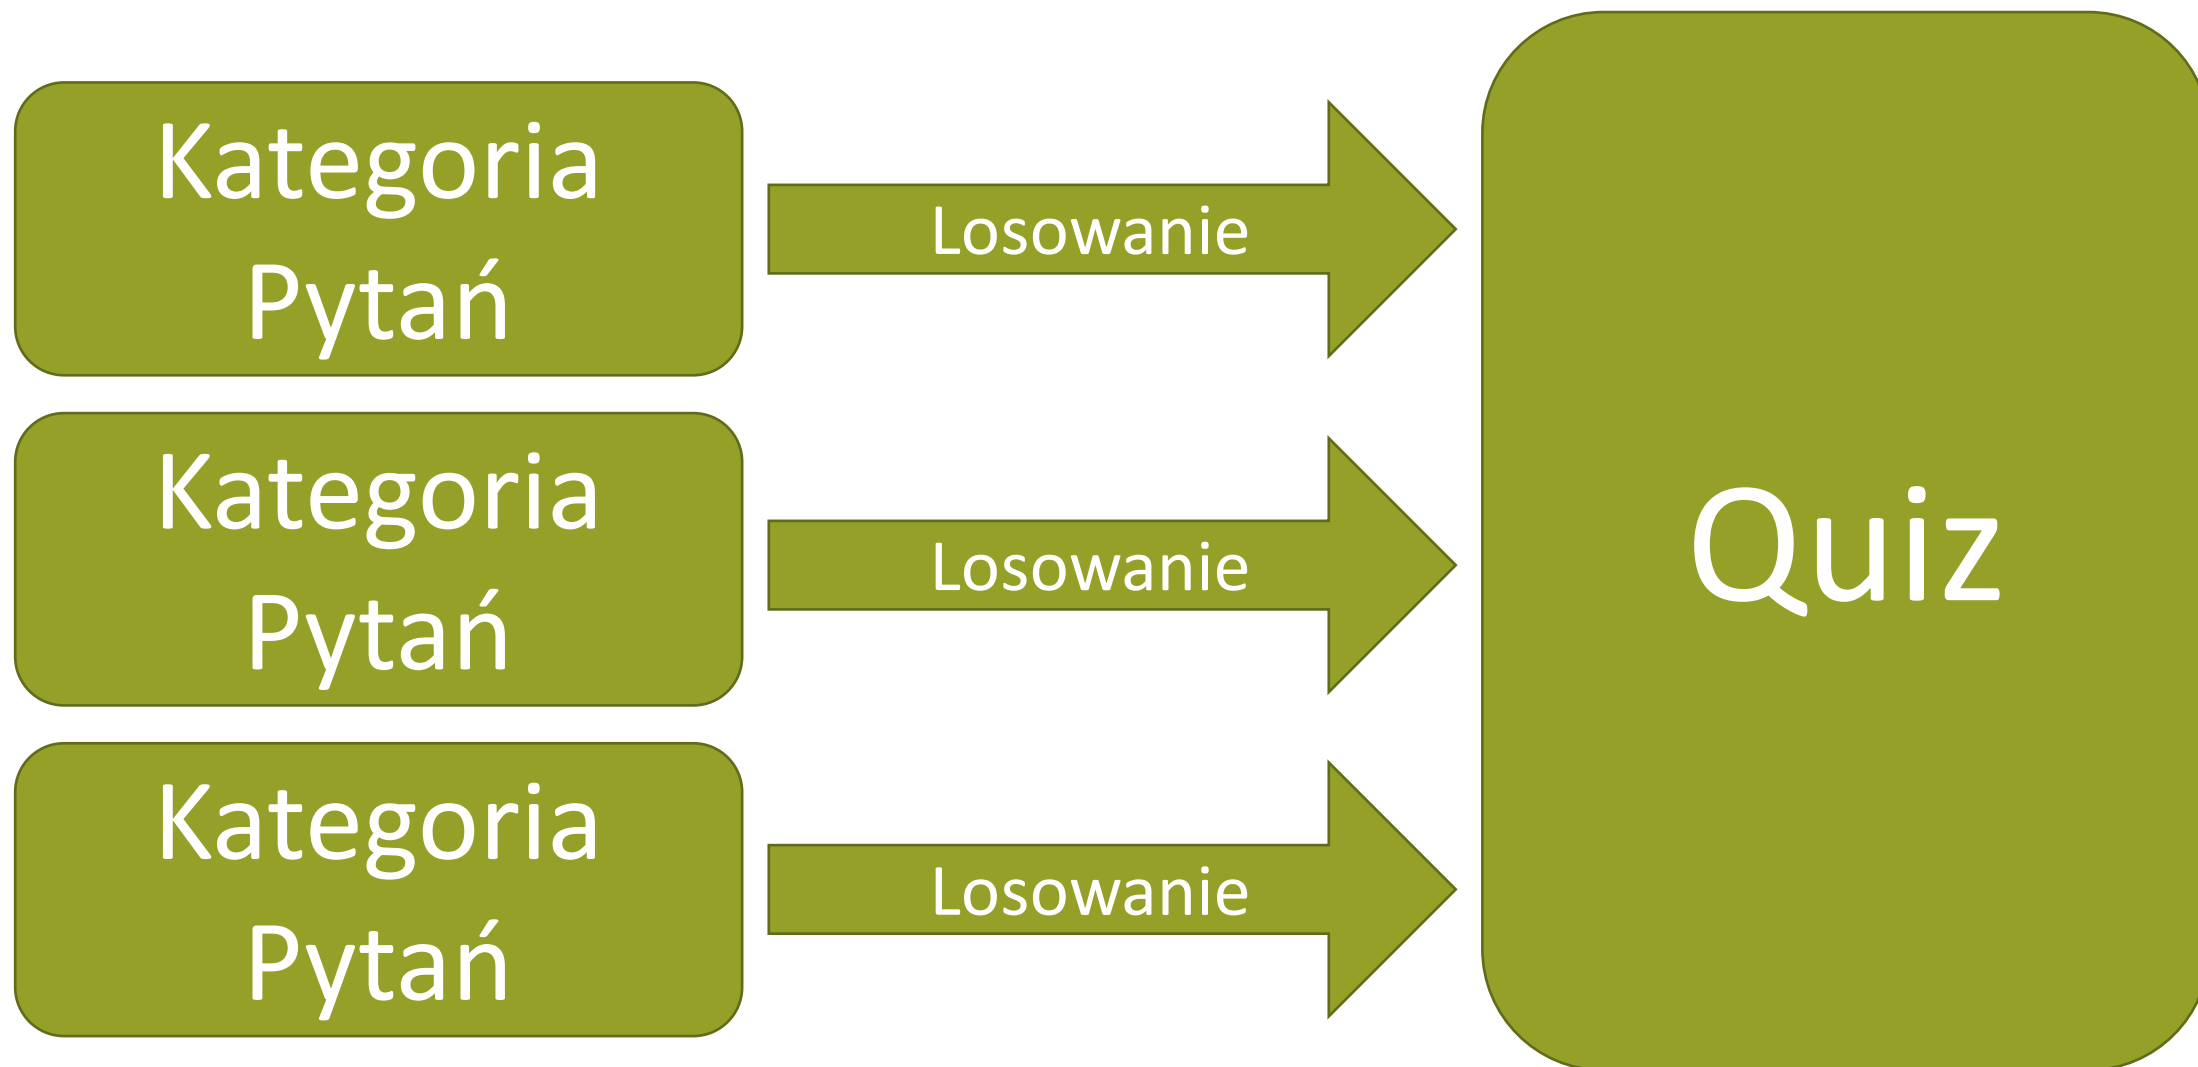 Kategoria
Pytań
Losowanie
Kategoria
Pytań
Losowanie
Kategoria
Pytań
Losowanie
Quiz